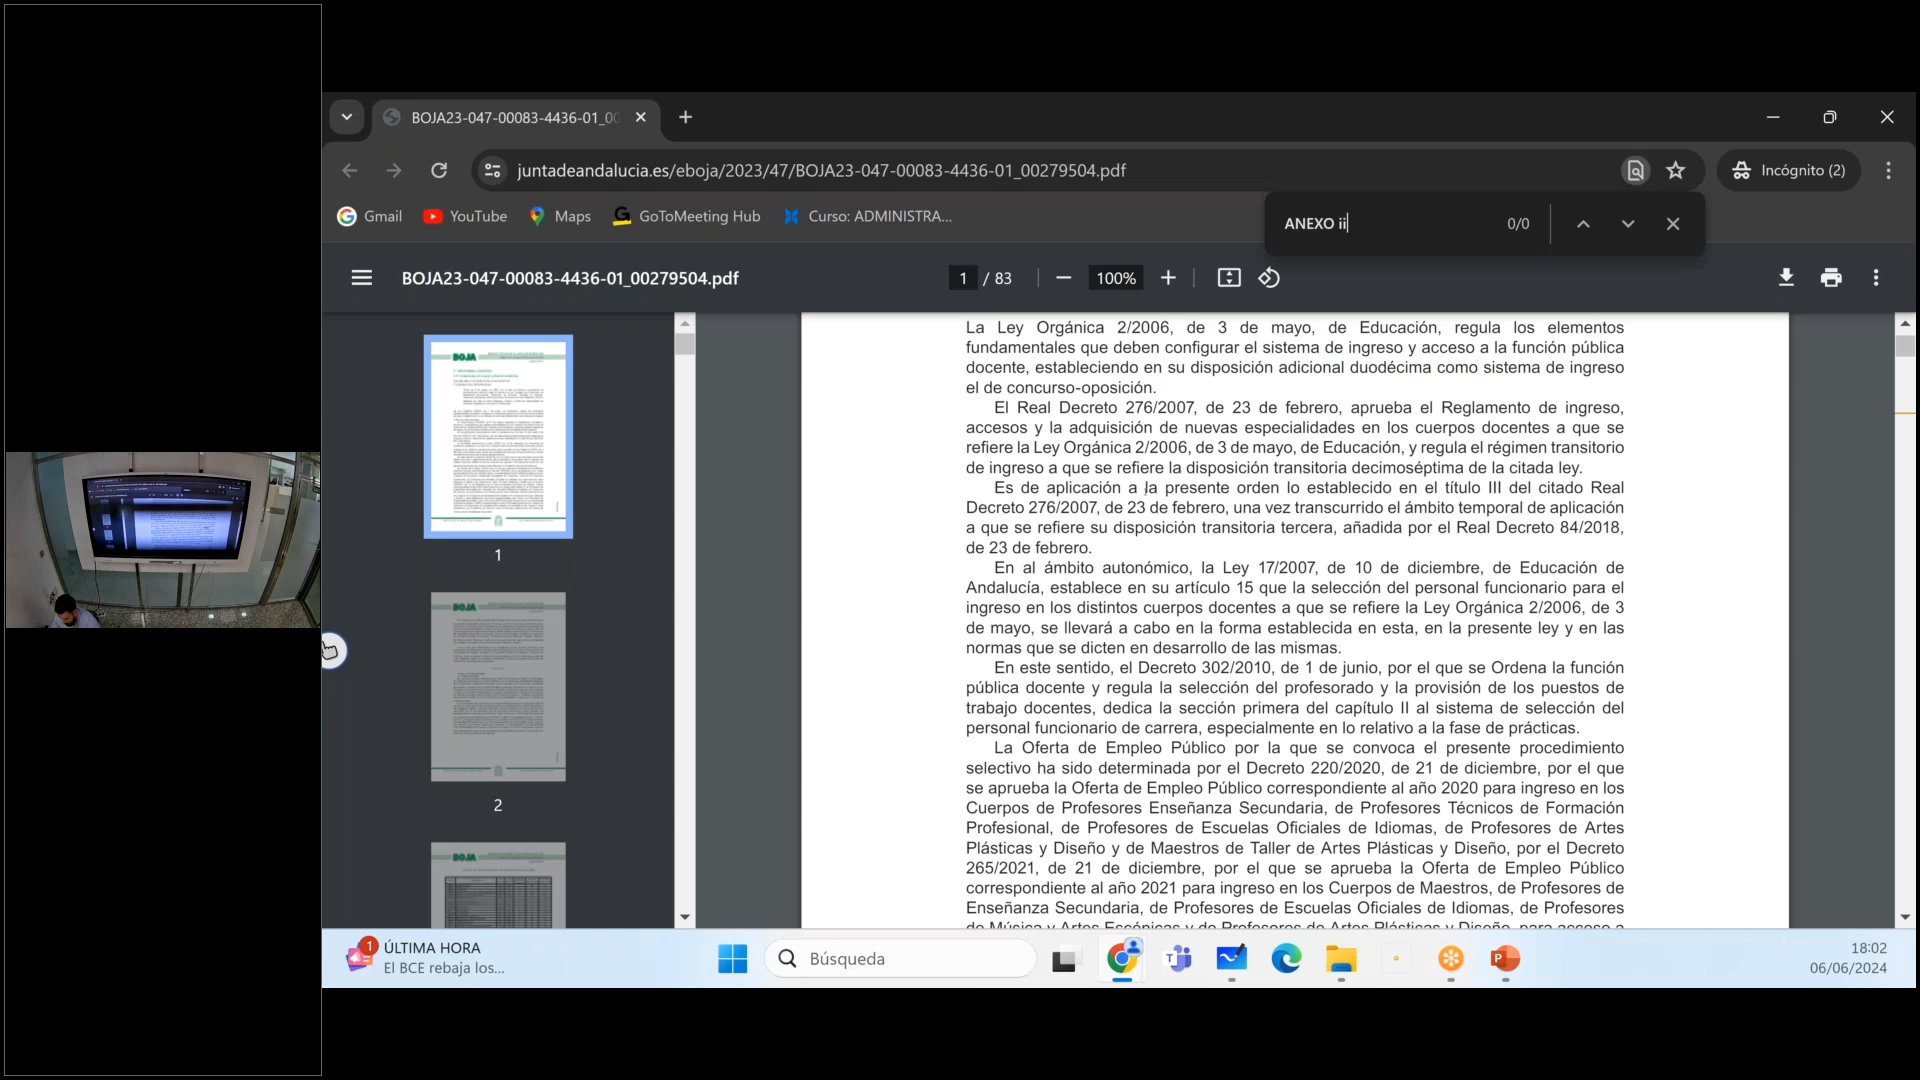 BOJA23-047-00083-4436-01_00
juntadeandalucia.es/eboja/2023/47/BOJA23-047-00083-4436-01_00279504.pdf
Incógnito (2)
Gmail
YouTube
Maps
GoToMeeting Hub
Curso: ADMINISTRA...
ANEXO ii
0/0
BOJA23-047-00083-4436-01_00279504.pdf
1 / 83
100%
La Ley Orgánica 2/2006, de 3 de mayo, de Educación, regula los elementos
fundamentales que deben configurar el sistema de ingreso y acceso a la función pública
docente, estableciendo en su disposición adicional duodécima como sistema de ingreso
el de concurso-oposición.
El Real Decreto 276/2007, de 23 de febrero, aprueba el Reglamento de ingreso,
accesos y la adquisición de nuevas especialidades en los cuerpos docentes a que se
refiere la Ley Orgánica 2/2006, de 3 de mayo, de Educación, y regula el régimen transitorio
de ingreso a que se refiere la disposición transitoria decimoséptima de la citada ley.
Es de aplicación a la presente orden lo establecido en el título III del citado Real
Decreto 276/2007, de 23 de febrero, una vez transcurrido el ámbito temporal de aplicación
a que se refiere su disposición transitoria tercera, añadida por el Real Decreto 84/2018,
de 23 de febrero.
En al ámbito autonómico, la Ley 17/2007, de 10 de diciembre, de Educación de
Andalucía, establece en su artículo 15 que la selección del personal funcionario para el
ingreso en los distintos cuerpos docentes a que se refiere la Ley Orgánica 2/2006, de 3
de mayo, se llevará a cabo en la forma establecida en esta, en la presente ley y en las
normas que se dicten en desarrollo de las mismas.
En este sentido, el Decreto 302/2010, de 1 de junio, por el que se Ordena la función
pública docente y regula la selección del profesorado y la provisión de los puestos de
trabajo docentes, dedica la sección primera del capítulo II al sistema de selección del
personal funcionario de carrera, especialmente en lo relativo a la fase de prácticas.
La Oferta de Empleo Público por la que se convoca el presente procedimiento
selectivo ha sido determinada por el Decreto 220/2020, de 21 de diciembre, por el que
se aprueba la Oferta de Empleo Público correspondiente al año 2020 para ingreso en los
Cuerpos de Profesores Enseñanza Secundaria, de Profesores Técnicos de Formación
Profesional, de Profesores de Escuelas Oficiales de Idiomas, de Profesores de Artes
Plásticas y Diseño y de Maestros de Taller de Artes Plásticas y Diseño, por el Decreto
265/2021, de 21 de diciembre, por el que se aprueba la Oferta de Empleo Público
correspondiente al año 2021 para ingreso en los Cuerpos de Maestros, de Profesores de
Enseñanza Secundaria, de Profesores de Escuelas Oficiales de Idiomas, de Profesores
de Música y Artes Escénicas y de Profesores de Artes Plásticas y Diseño, para acceso a
BOJA
1
BOJA
2
BOJA
1
ÚLTIMA HORA
El BCE rebaja los...
Búsqueda
18:02
06/06/2024